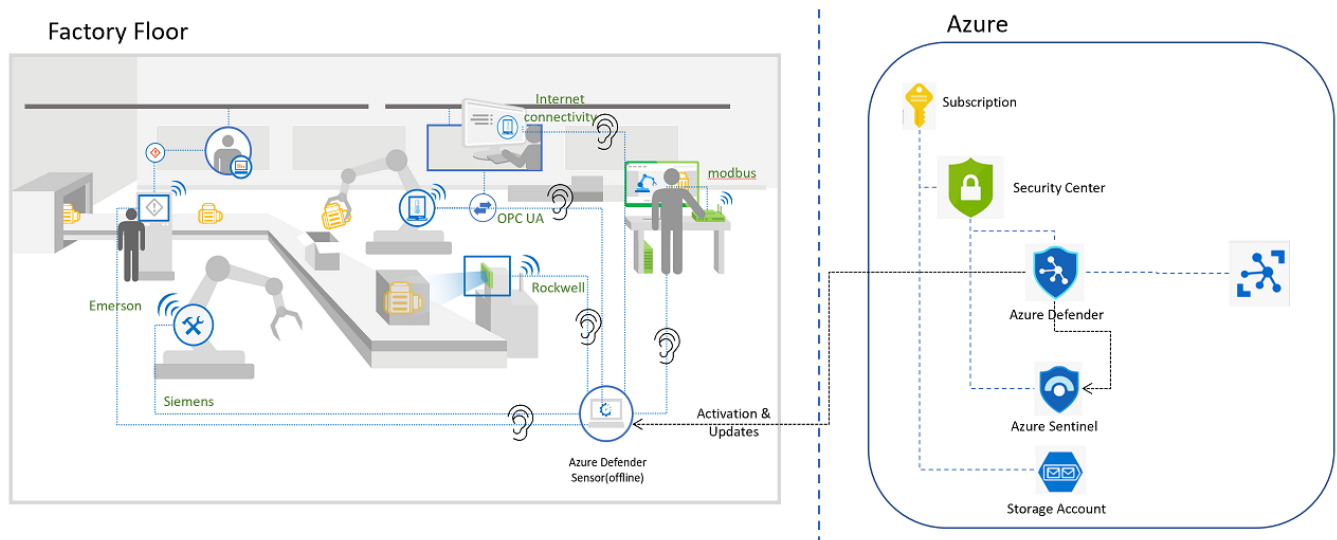 Factory Floor
Azure
Internet
connectivity
Subscription
modbus
Security Center
OPC UA
Emerson
Rockwell
Azure Defender
Siemens
Activation &
Updates
Azure Sentinel
Azure Defender
Sensor(offline)
Storage Account